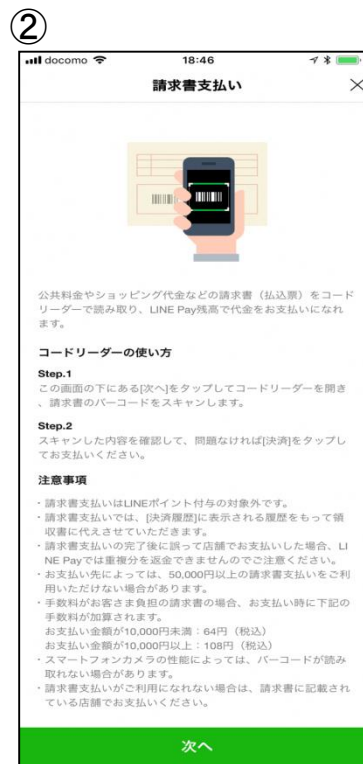 ②
docomo 18:46
請求書支払い
公共料金やショッピング代金などの請求書（払込票）をコード
リーダーで読み取り、LINE Pay残高で代金をお支払いになれ
ます。
コードリーダーの使い方
Step.1
この画面の下にある[次へ]をタップしてコードリーダーを開き
、請求書のバーコードをスキャンします。
Step.2
スキャンした内容を確認して、問題なければ[決済]をタップし
てお支払いください。
注意事項
・請求書支払いはLINEポイント付与の対象外です。
・請求書支払いでは、[決済履歴]に表示される履歴をもって領
収書に代えさせていただきます。
・請求書支払いの完了後に誤って店舗でお支払いした場合、LI
NE Payでは重複分を返金できませんのでご注意ください。
・お支払い先によっては、50,000円以上の請求書支払いをご利
用いただけない場合があります。
・手数料がお客さま負担の請求書の場合、お支払い時に下記の
手数料が加算されます。
お支払い金額が10,000円未満：64円（税込）
お支払い金額が10,000円以上：108円（税込）
・スマートフォンカメラの性能によっては、バーコードが読み
取れない場合があります。
・請求書支払いがご利用になれない場合は、請求書に記載され
ている店舗でお支払いください。
次へ